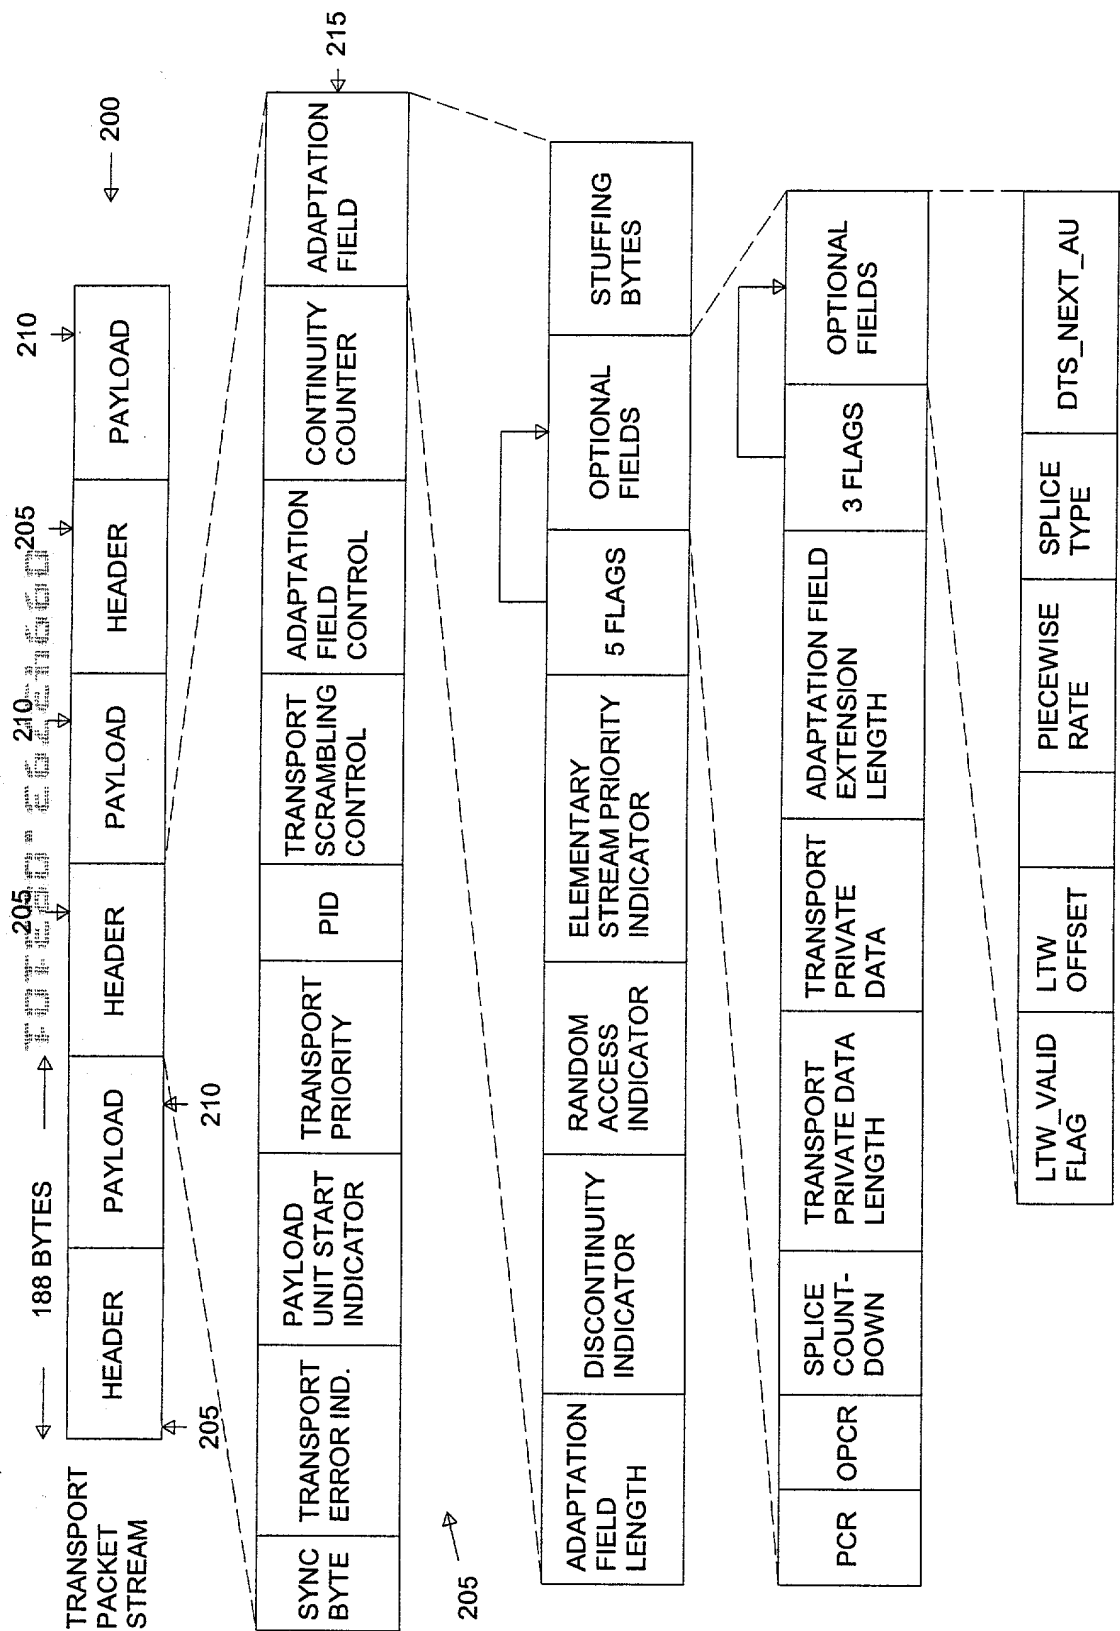 TRANSPORT
PACKET
STREAM
188 BYTES
205
210
205
210
200
HEADER
PAYLOAD
HEADER
PAYLOAD
HEADER
PAYLOAD
205
210
SYNC
BYTE
TRANSPORT
ERROR IND.
PAYLOAD
UNIT START
INDICATOR
TRANSPORT
PRIORITY
PID
TRANSPORT
SCRAMBLING
CONTROL
ADAPTATION
FIELD
CONTROL
CONTINUITY
COUNTER
ADAPTATION
FIELD
215
205
ADAPTATION
FIELD
LENGTH
DISCONTINUITY
INDICATOR
RANDOM
ACCESS
INDICATOR
ELEMENTARY
STREAM PRIORITY
INDICATOR
5 FLAGS
OPTIONAL
FIELDS
STUFFING
BYTES
PCR
OPCR
SPLICE
COUNT-
DOWN
TRANSPORT
PRIVATE DATA
LENGTH
TRANSPORT
PRIVATE
DATA
ADAPTATION FIELD
EXTENSION
LENGTH
3 FLAGS
OPTIONAL
FIELDS
LTW_VALID
FLAG
LTW
OFFSET
PIECEWISE
RATE
SPLICE
TYPE
DTS_NEXT_AU